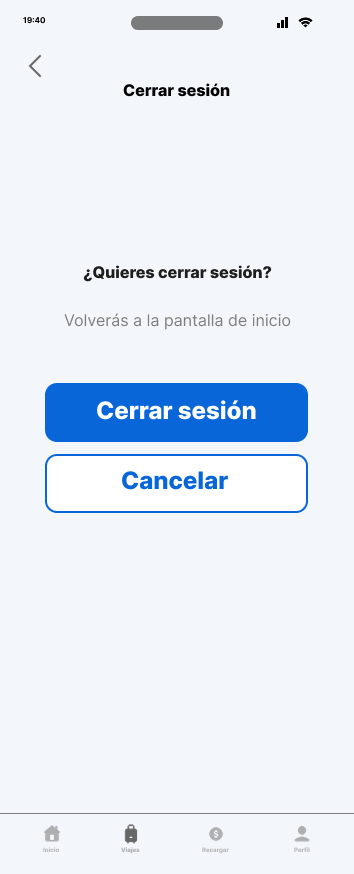 19:40
Cerrar sesión
¿Quieres cerrar sesión?
Volverás a la pantalla de inicio
Cerrar sesión
Cancelar
Inicio
Viajes
Recargar
Perfil